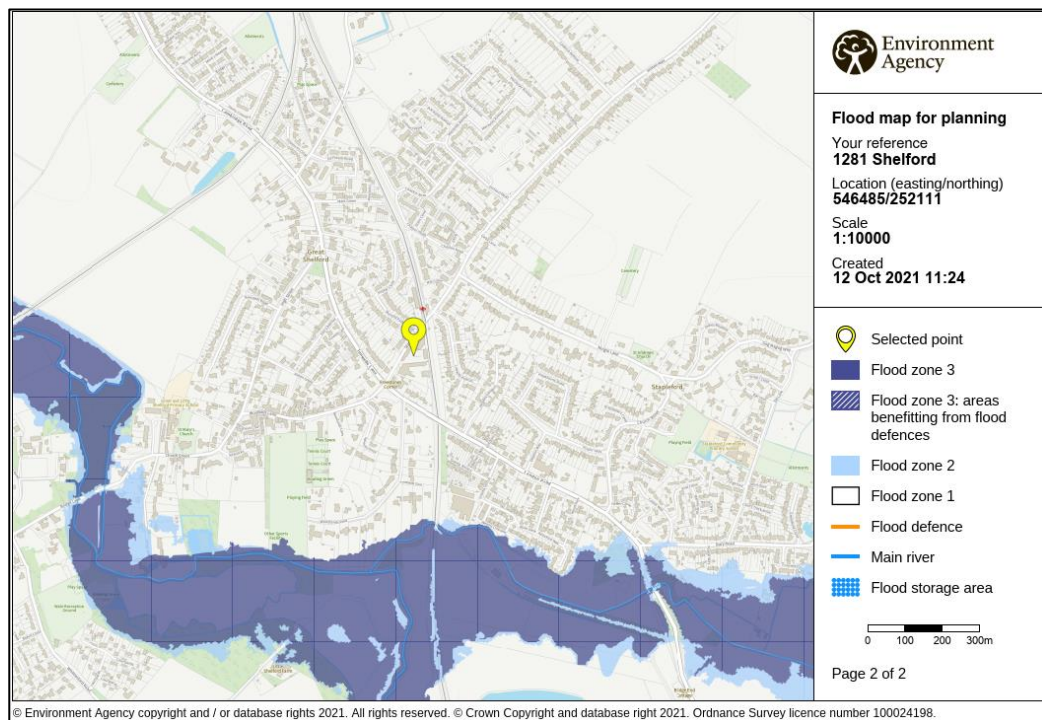 Environment
Agency
Flood map for planning
Your reference
1281 Shelford
Location (easting/northing)
546485/252111
Scale
1:10000
Created
12 Oct 2021 11:24
Selected point
Flood zone 3
Flood zone 3: areas
benefitting from flood
defences
Flood zone 2
Flood zone 1
Flood defence
Main river
Flood storage area
0 100 200 300m
Page 2 of 2
Great
Shelford
Stapleford
Cemetery
Playing Field
© Environment Agency copyright and / or database rights 2021. All rights reserved. © Crown Copyright and database right 2021. Ordnance Survey licence number 100024198.